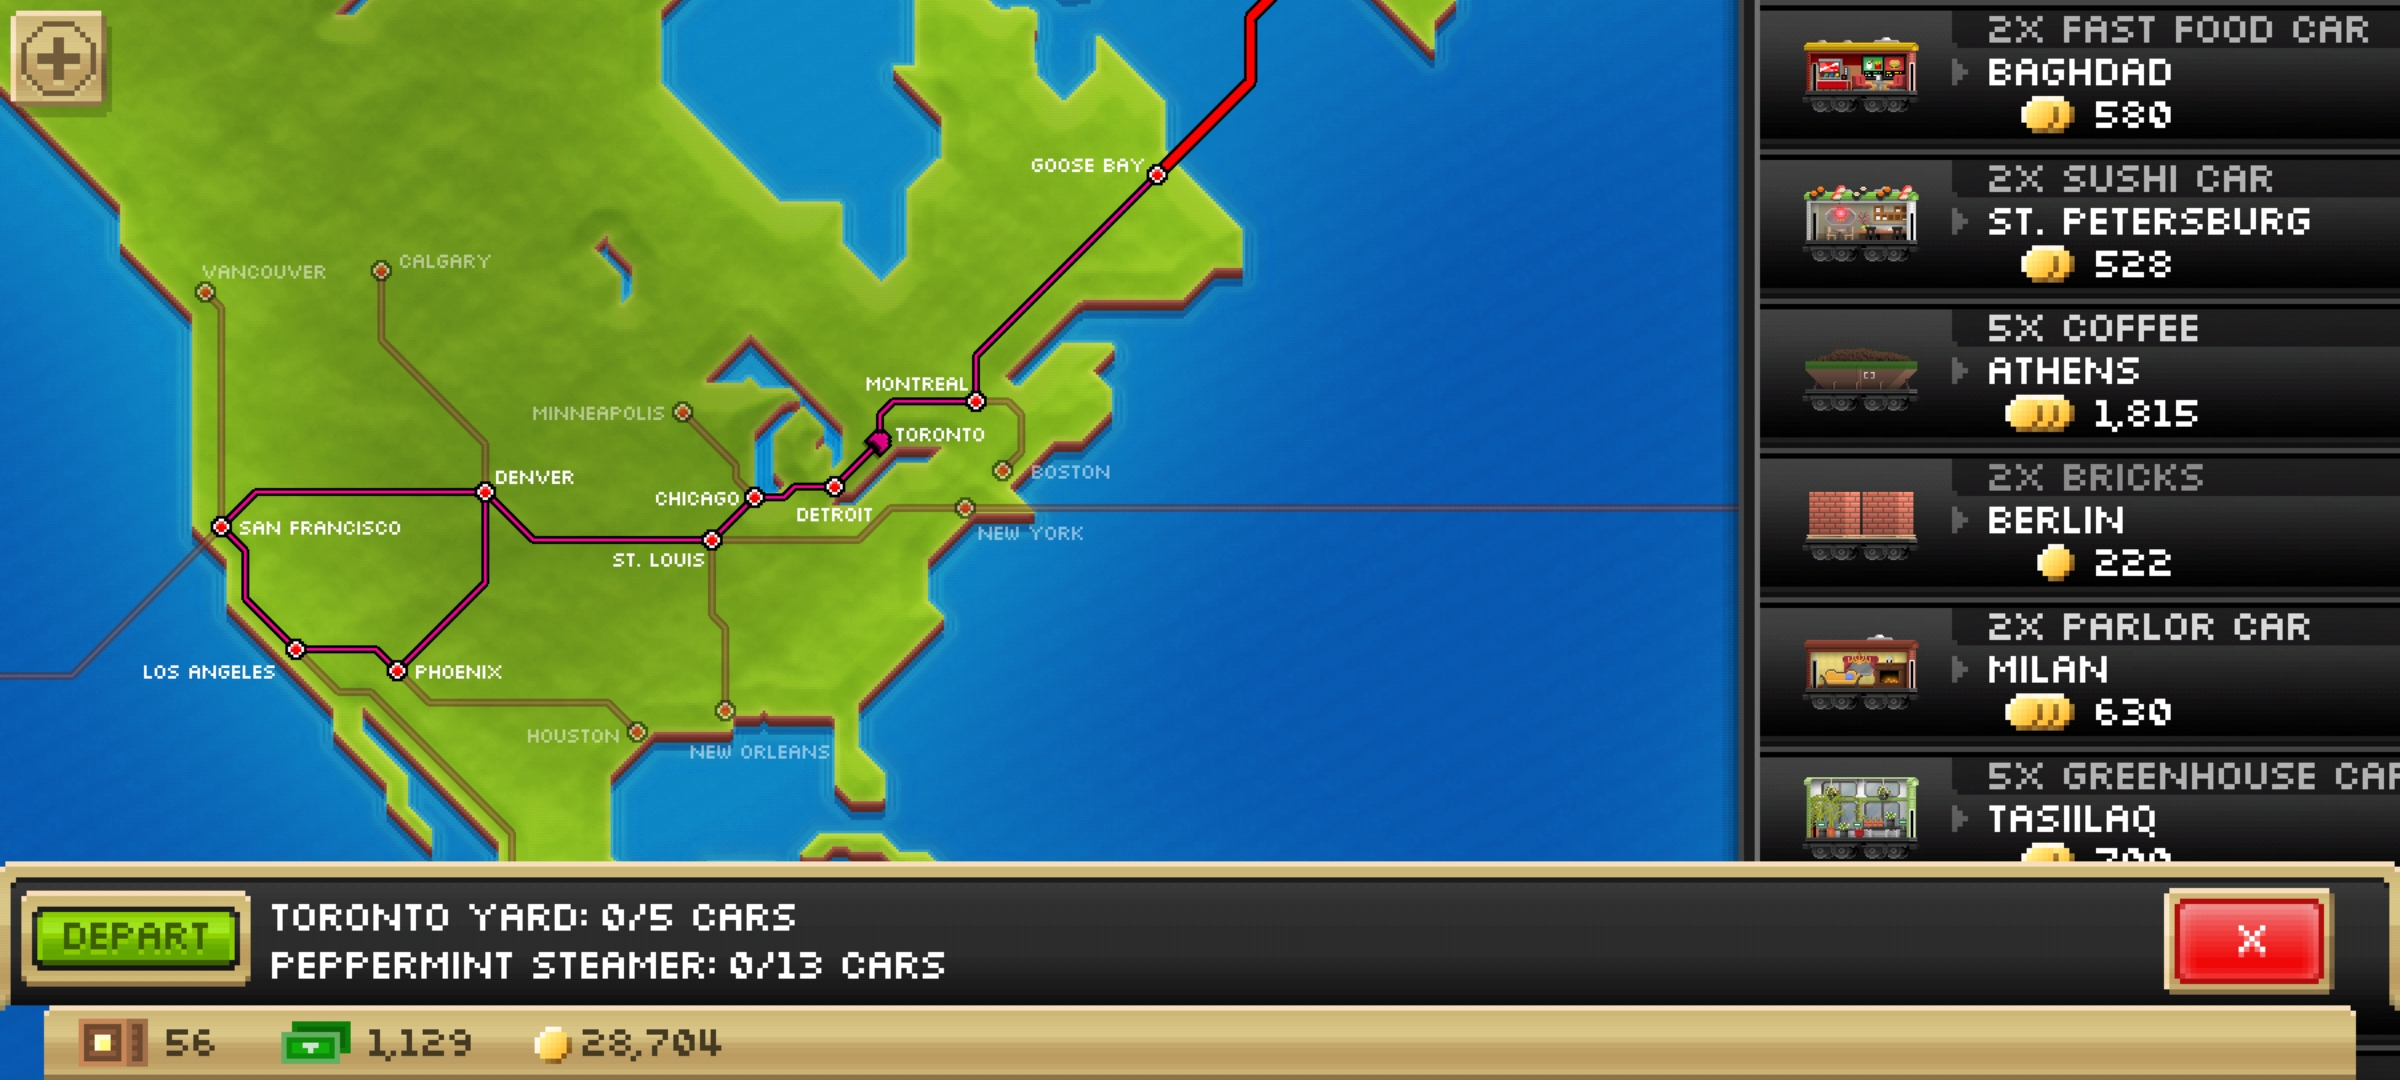 GOOSE BAY
VANCOUVER
CALGARY
MINNEAPOLIS
MONTREAL
TORONTO
BOSTON
DENVER
CHICAGO
DETROIT
NEW YORK
SAN FRANCISCO
ST. LOUIS
LOS ANGELES
PHOENIX
HOUSTON
NEW ORLEANS
2X FAST FOOD CAR
BAGHDAD
580
2X SUSHI CAR
ST. PETERSBURG
528
5X COFFEE
ATHENS
1,815
2X BRICKS
BERLIN
222
2X PARLOR CAR
MILAN
630
5X GREENHOUSE CAR
TASIILAQ
DEPART
TORONTO YARD: 0/5 CARS
PEPPERMINT STEAMER: 0/13 CARS
X
56
1,129
28,704